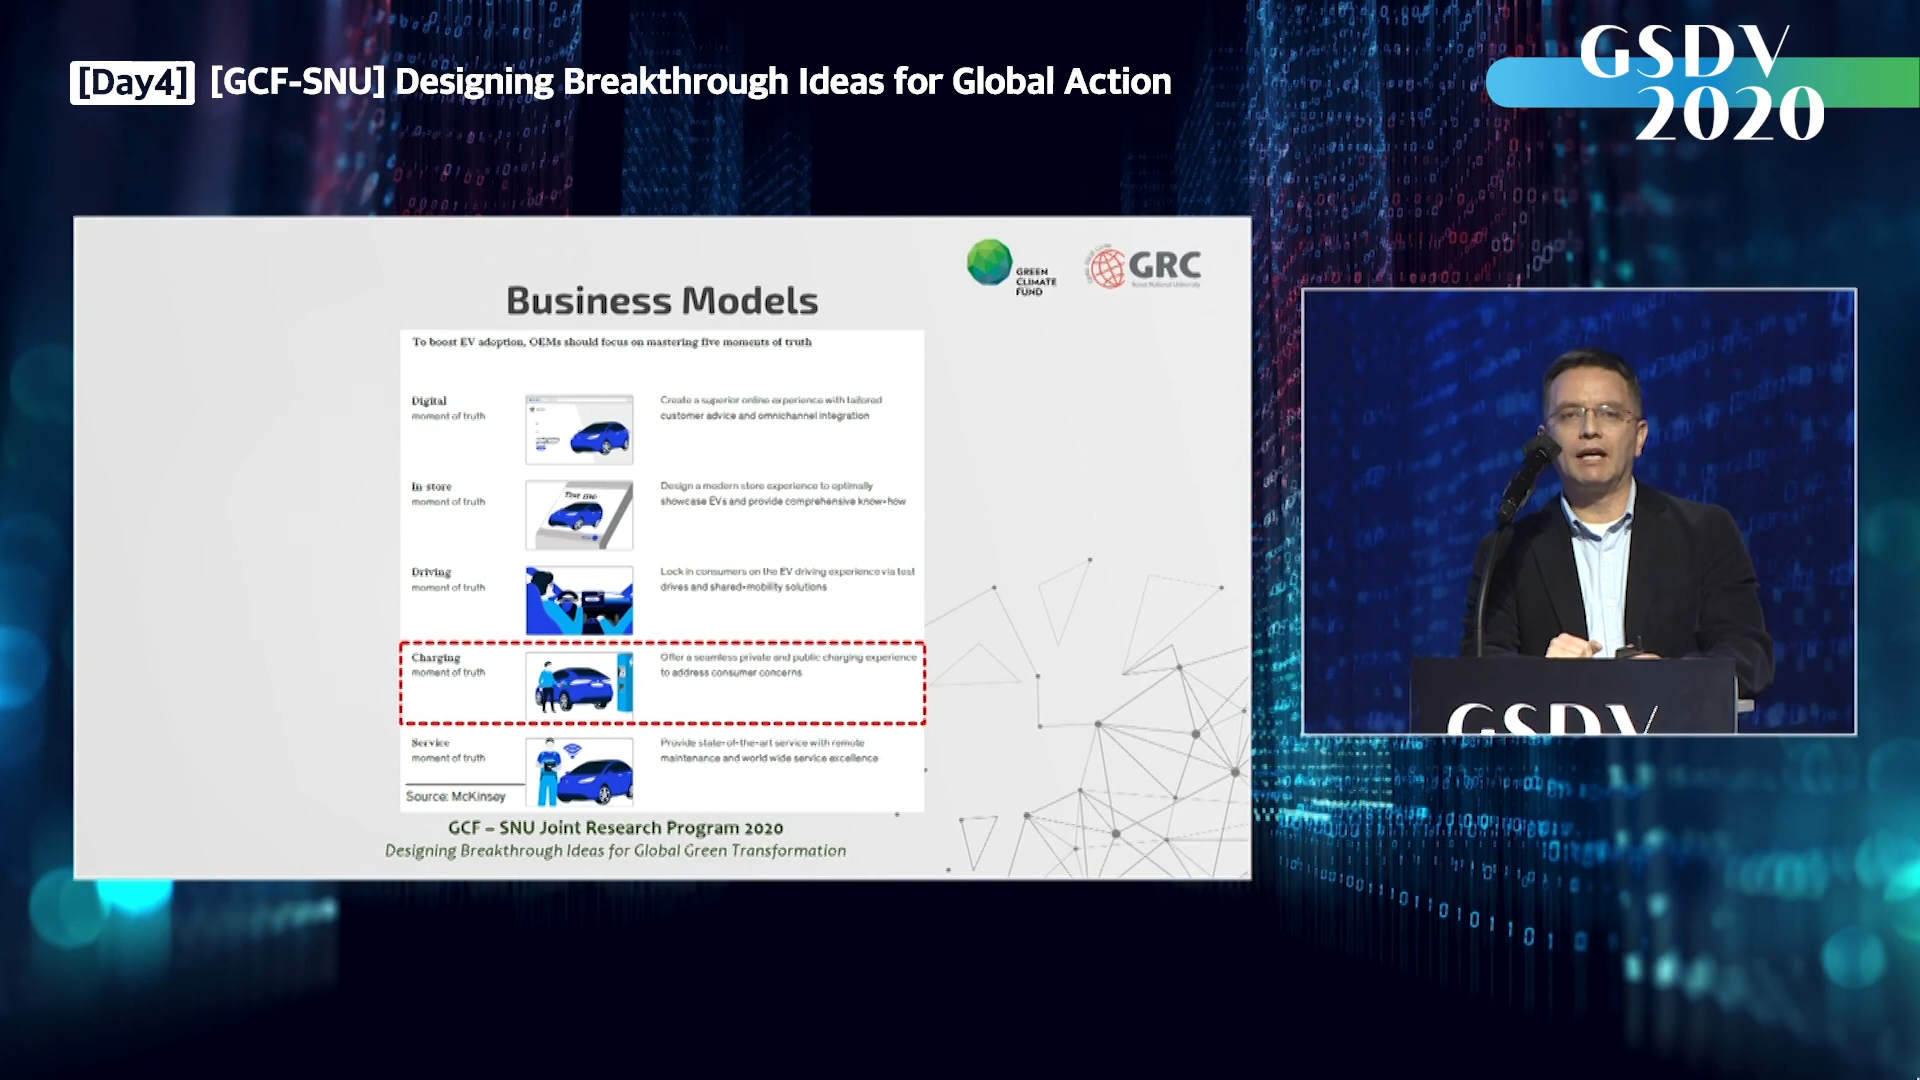 [Day4] [GCF-SNU] Designing Breakthrough Ideas for Global Action
GSDV
2020
GREEN
CLIMATE
FUND
GRC
Business Models
To boost EV adoption, OEMs should focus on mastering five moments of truth
Digital
moment of truth
Create a superior online experience with tailored
customer advice and omnichannel integration
In-store
moment of truth
Test
Design a modern store experience to optimally
showcase EVs and provide comprehensive know-how
Driving
moment of truth
Lock in consumers on the EV driving experience via test
drives and shared-mobility solutions
Charging
moment of truth
Offer a seamless private and public charging experience
to address consumer concerns
Service
moment of truth
Provide state-of-the-art service with remote
maintenance and world wide service excellence
Source: McKinsey
GCF – SNU Joint Research Program 2020
Designing Breakthrough Ideas for Global Green Transformation
GSDV